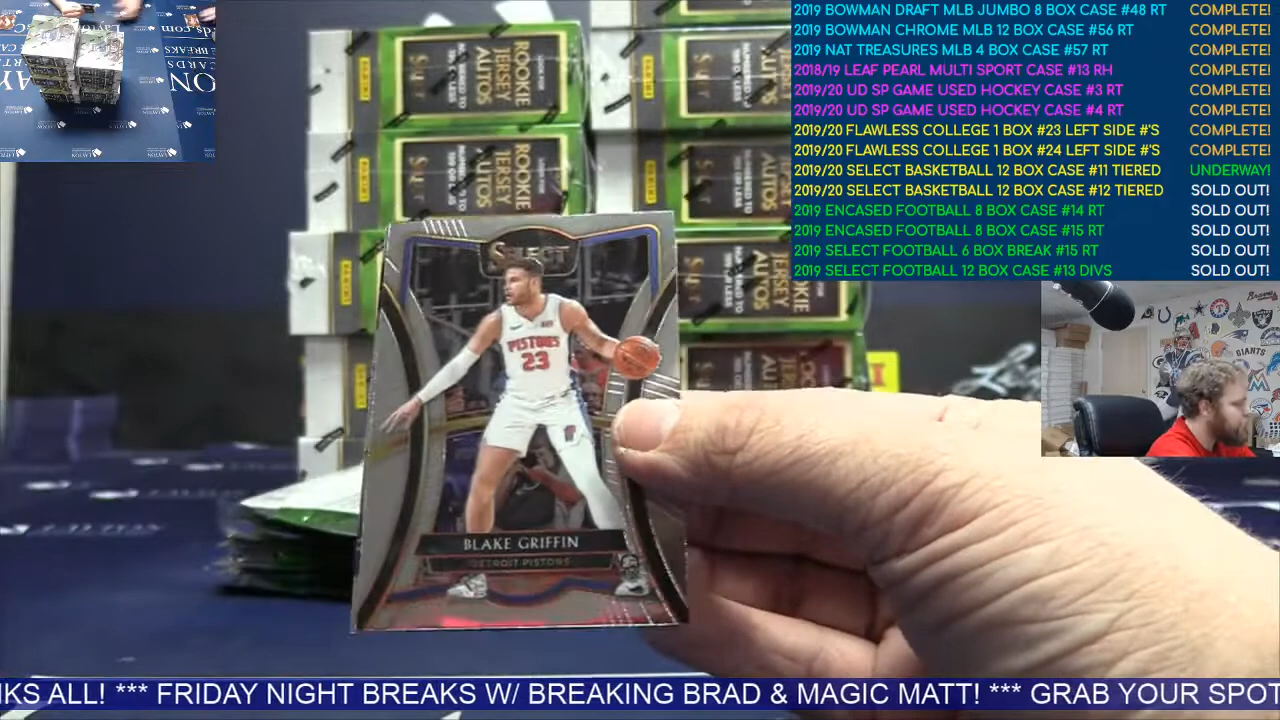 2019 BOWMAN DRAFT MLB JUMBO 8 BOX CASE #48 RT COMPLETE!
2019 BOWMAN CHROME MLB 12 BOX CASE #56 RT COMPLETE!
2019 NAT TREASURES MLB 4 BOX CASE #57 RT COMPLETE!
2018/19 LEAF PEARL MULTI SPORT CASE #13 RH COMPLETE!
2019/20 UD SP GAME USED HOCKEY CASE #3 RT COMPLETE!
2019/20 UD SP GAME USED HOCKEY CASE #4 RT COMPLETE!
2019/20 FLAWLESS COLLEGE 1 BOX #23 LEFT SIDE #'S COMPLETE!
2019/20 FLAWLESS COLLEGE 1 BOX #24 LEFT SIDE #'S COMPLETE!
2019/20 SELECT BASKETBALL 12 BOX CASE #11 TIERED UNDERWAY!
2019/20 SELECT BASKETBALL 12 BOX CASE #12 TIERED SOLD OUT!
2019 ENCASED FOOTBALL 8 BOX CASE #14 RT SOLD OUT!
2019 ENCASED FOOTBALL 8 BOX CASE #15 RT SOLD OUT!
2019 SELECT FOOTBALL 6 BOX BREAK #15 RT SOLD OUT!
2019 SELECT FOOTBALL 12 BOX CASE #13 DIVS SOLD OUT!
ROOKIE
JERSEY
AUTOS
ROOKIE
JERSEY
AUTOS
SELECT
PISTONS
23
BLAKE GRIFFIN
DETROIT PISTONS
GIANTS
NKS ALL! *** FRIDAY NIGHT BREAKS W/ BREAKING BRAD & MAGIC MATT! *** GRAB YOUR SPOT